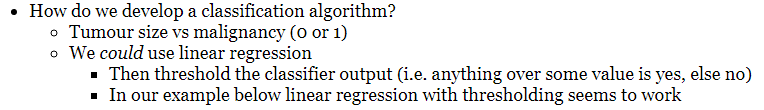 How do we develop a classification algorithm?
Tumour size vs malignancy (0 or 1)
We could use linear regression
Then threshold the classifier output (i.e. anything over some value is yes, else no)
In our example below linear regression with thresholding seems to work